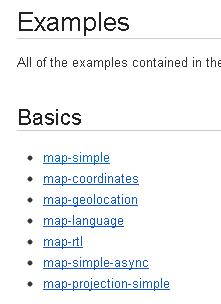 Examples
All of the examples contained in the
Basics
map-simple
map-coordinates
map-geolocation
map-language
map-rtl
map-simple-async
map-projection-simple